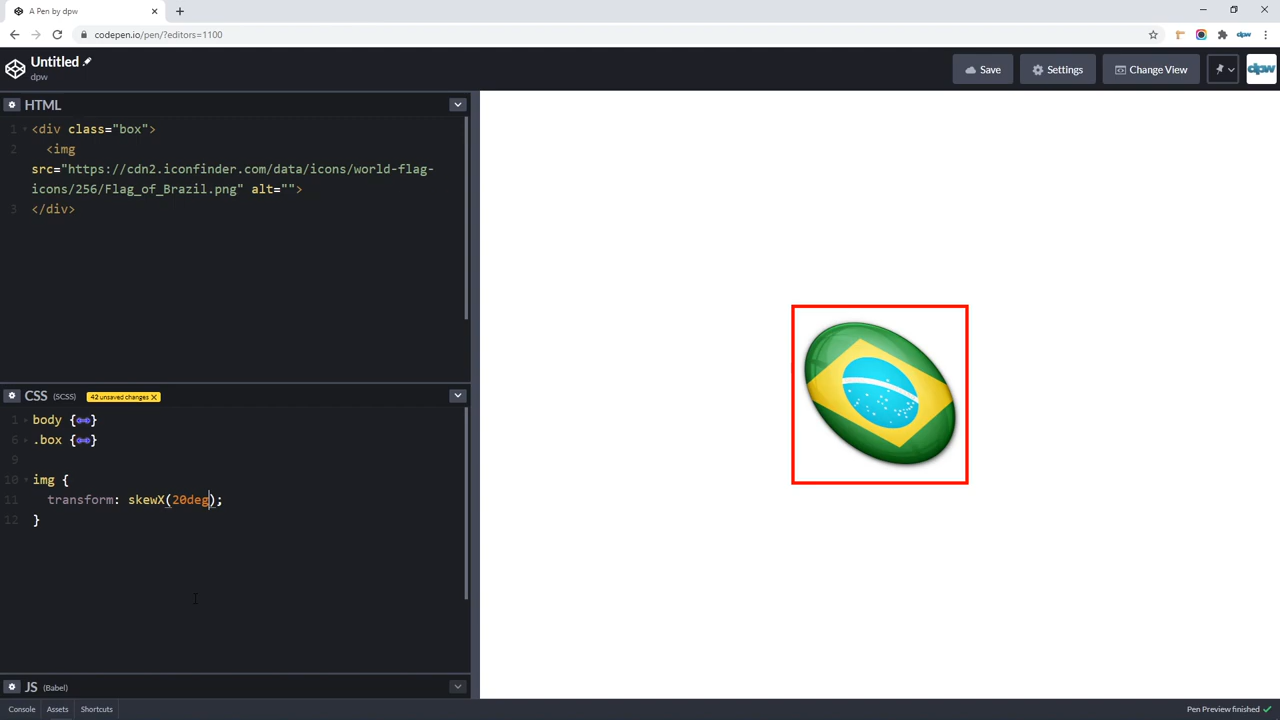 A Pen by dpw
codepen.io/pen/?editors=1100
dpw
Untitled
dpw
Save
Settings
Change View
dpw
HTML
1 <div class="box">
2 <img
src="https://cdn2.iconfinder.com/data/icons/world-flag-
icons/256/Flag_of_Brazil.png" alt="">
3 </div>
CSS (SCSS) 42 unsaved changes
1 body {}
6 .box {}
9
10 img {
11 transform: skewX(20deg);
12 }
JS (Babel)
Console Assets Shortcuts
Pen Preview finished